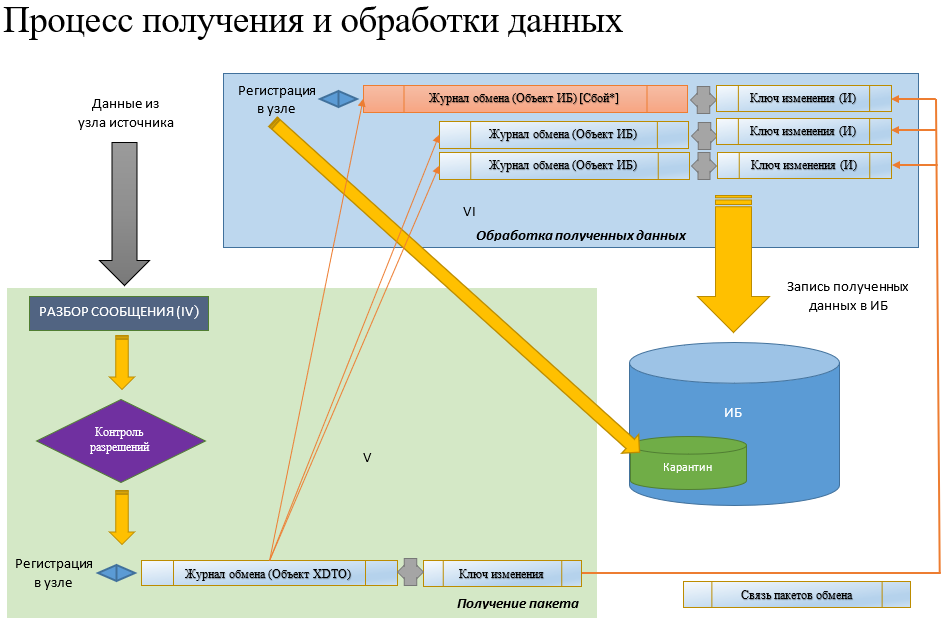 Процесс получения и обработки данных
Данные из
узла источника
Регистрация
в узле
Журнал обмена (Объект ИБ) [Сбой*]
Ключ изменения (И)
Журнал обмена (Объект ИБ)
Ключ изменения (И)
Журнал обмена (Объект ИБ)
Ключ изменения (И)
VI
Обработка полученных данных
Запись полученных
данных в ИБ
РАЗБОР СООБЩЕНИЯ (IV)
Контроль
разрешений
V
ИБ
Карантин
Регистрация
в узле
Журнал обмена (Объект XDTO)
Ключ изменения
Получение пакета
Связь пакетов обмена